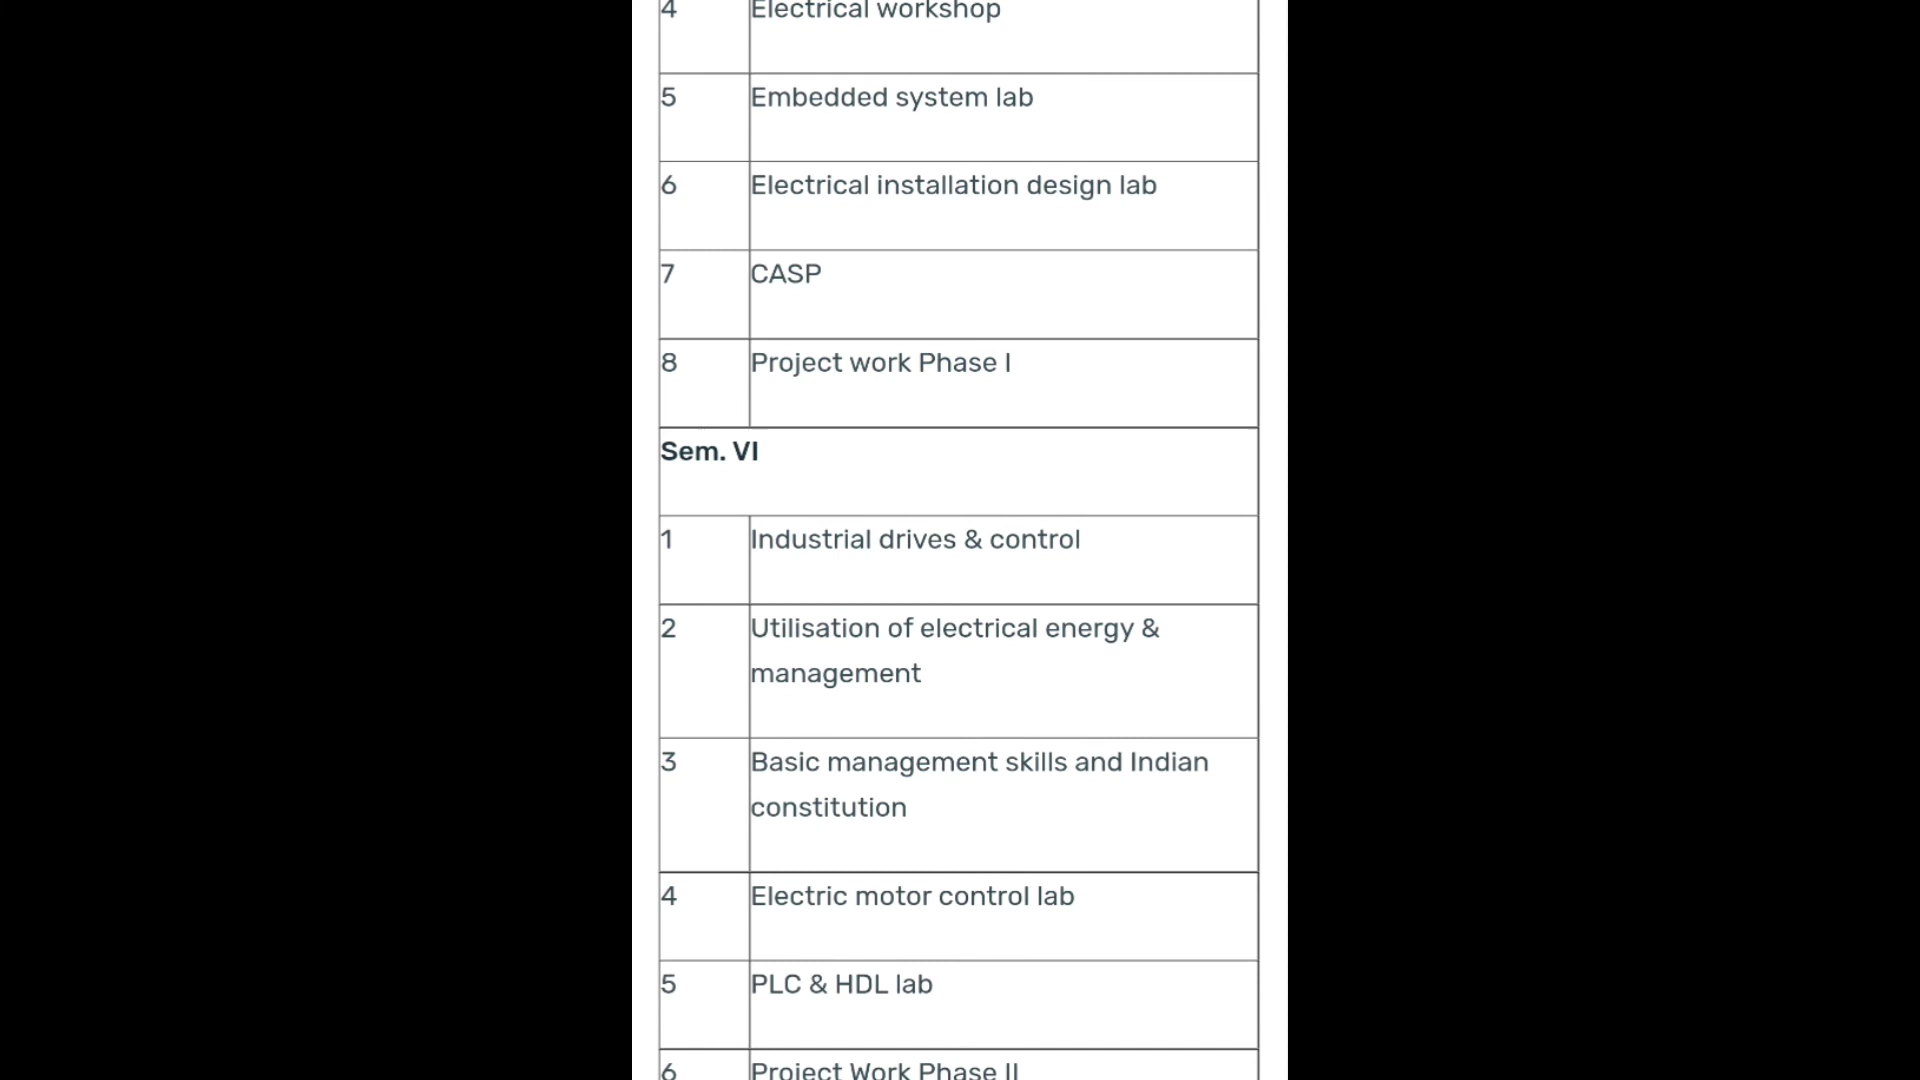 4 Electrical workshop
5 Embedded system lab
6 Electrical installation design lab
7 CASP
8 Project work Phase I
Sem. VI
1 Industrial drives & control
2 Utilisation of electrical energy &
management
3 Basic management skills and Indian
constitution
4 Electric motor control lab
5 PLC & HDL lab
6 Project Work Phase II